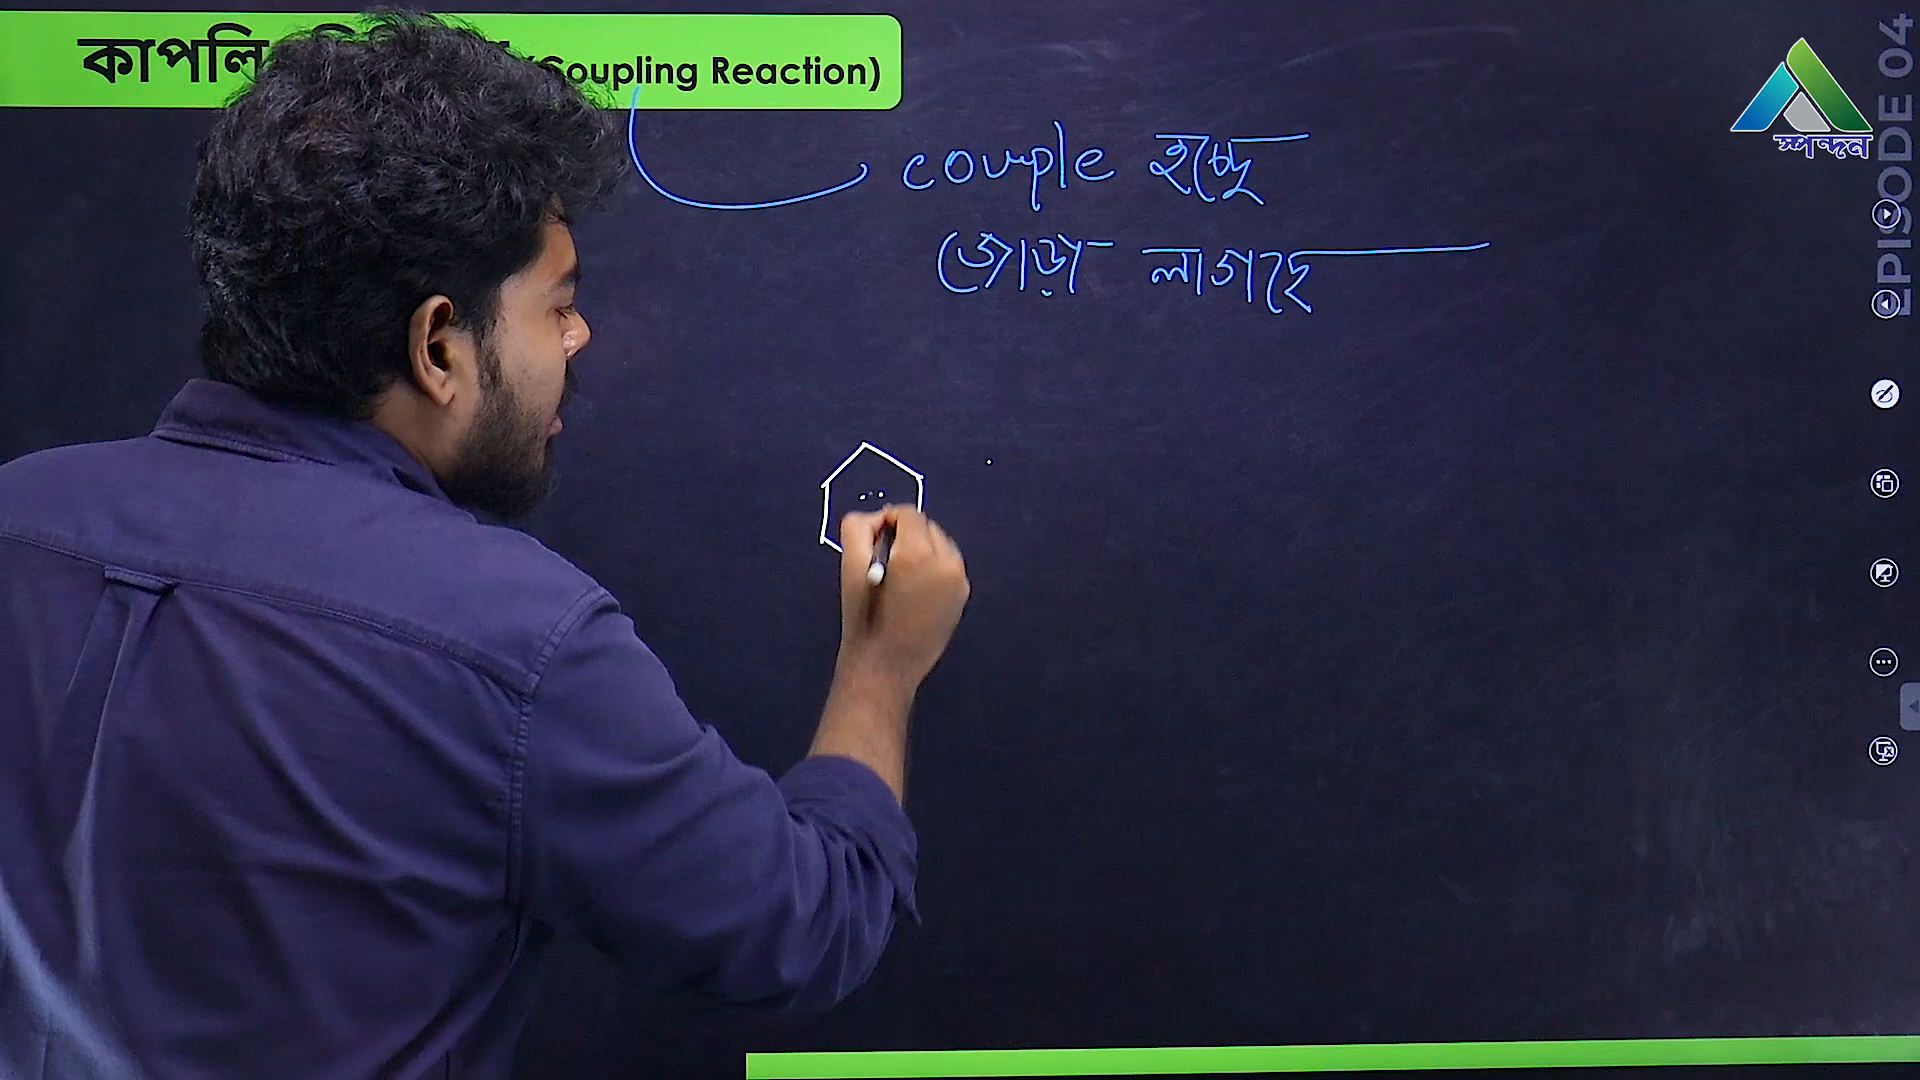 কাপলি (Coupling Reaction)
couple হচ্ছে
জোড়া লাগছে
স্পন্দন
EPISODE 04